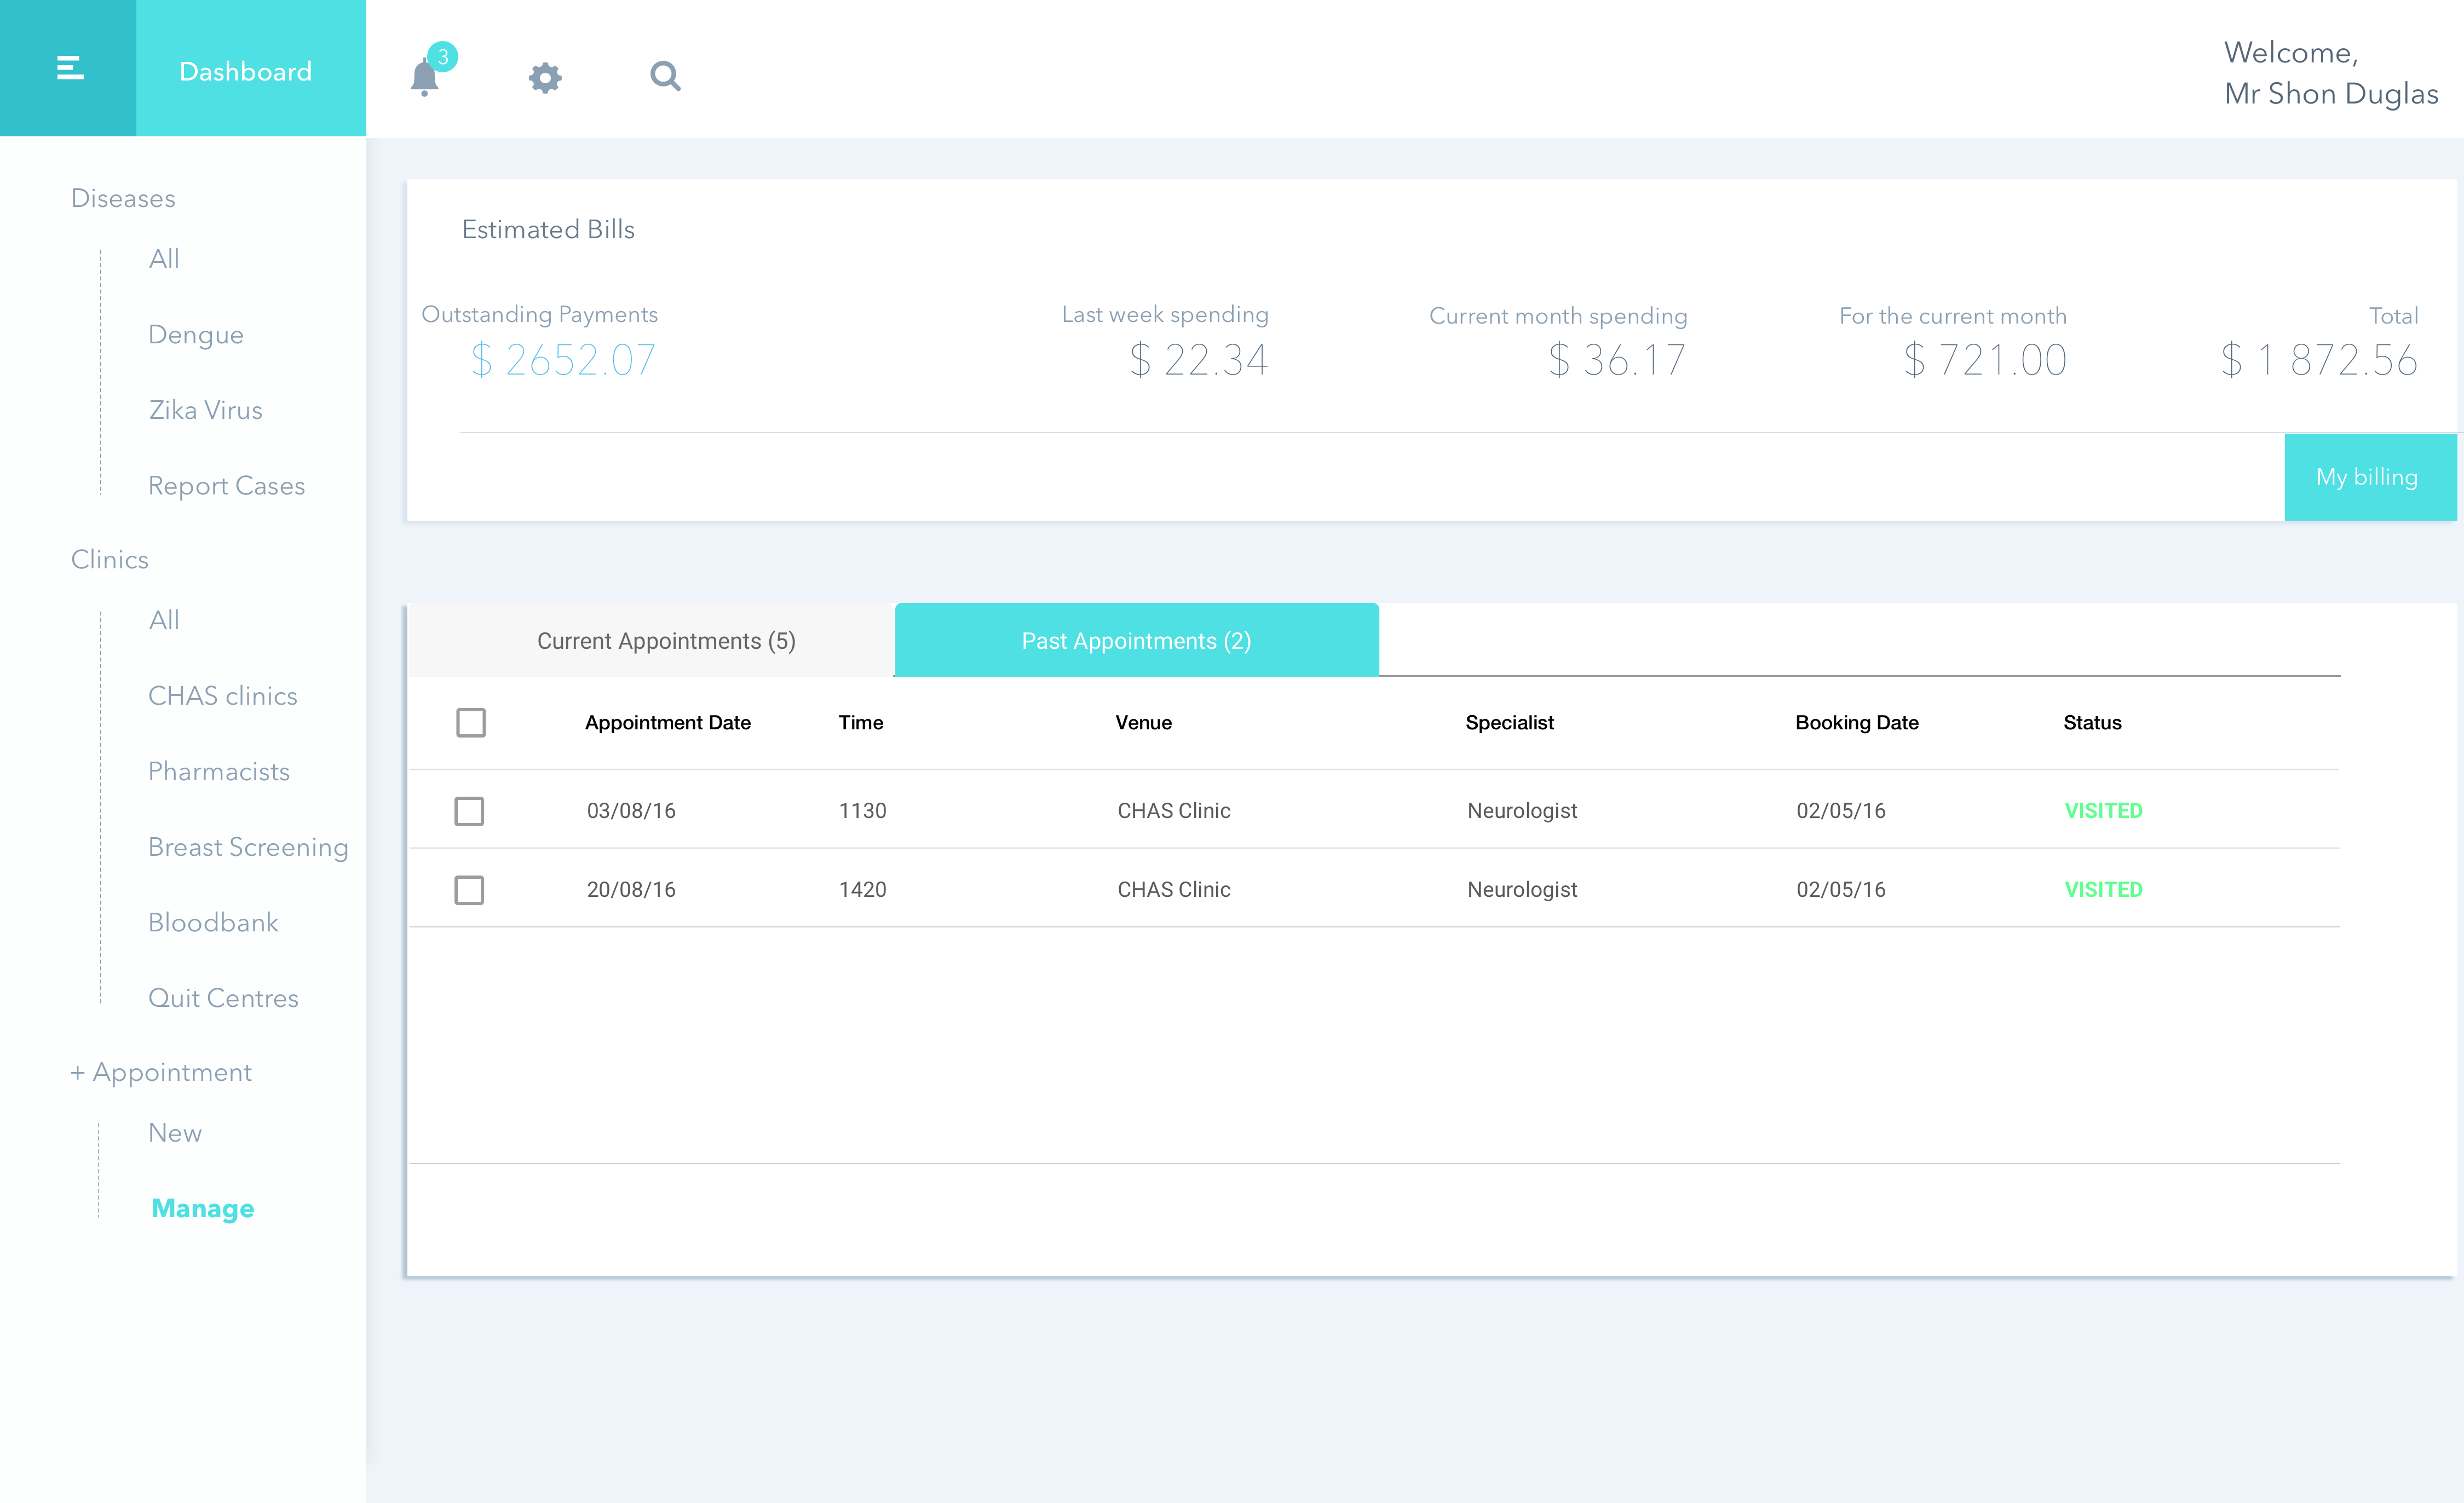 Dashboard
3
Welcome,
Mr Shon Duglas
Diseases
All
Dengue
Zika Virus
Report Cases
Clinics
All
CHAS clinics
Pharmacists
Breast Screening
Bloodbank
Quit Centres
+ Appointment
New
Manage
Estimated Bills
Outstanding Payments
$ 2652.07
Last week spending
$ 22.34
Current month spending
$ 36.17
For the current month
$ 721.00
Total
$ 1 872.56
My billing
Current Appointments (5)
Past Appointments (2)
Appointment Date Time Venue Specialist Booking Date Status
03/08/16 1130 CHAS Clinic Neurologist 02/05/16 VISITED
20/08/16 1420 CHAS Clinic Neurologist 02/05/16 VISITED